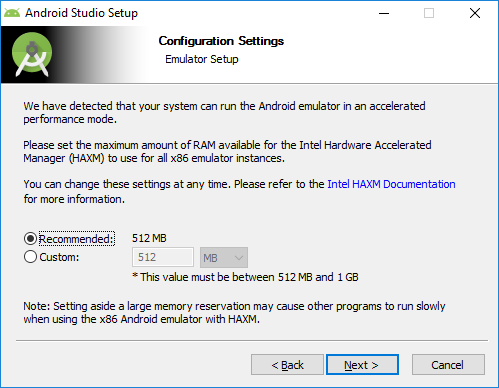 Android Studio Setup
Configuration Settings
Emulator Setup
We have detected that your system can run the Android emulator in an accelerated
performance mode.
Please set the maximum amount of RAM available for the Intel Hardware Accelerated
Manager (HAXM) to use for all x86 emulator instances.
You can change these settings at any time. Please refer to the Intel HAXM Documentation
for more information.
Recommended: 512 MB
Custom: 512 MB
* This value must be between 512 MB and 1 GB
Note: Setting aside a large memory reservation may cause other programs to run slowly
when using the x86 Android emulator with HAXM.
< Back Next > Cancel